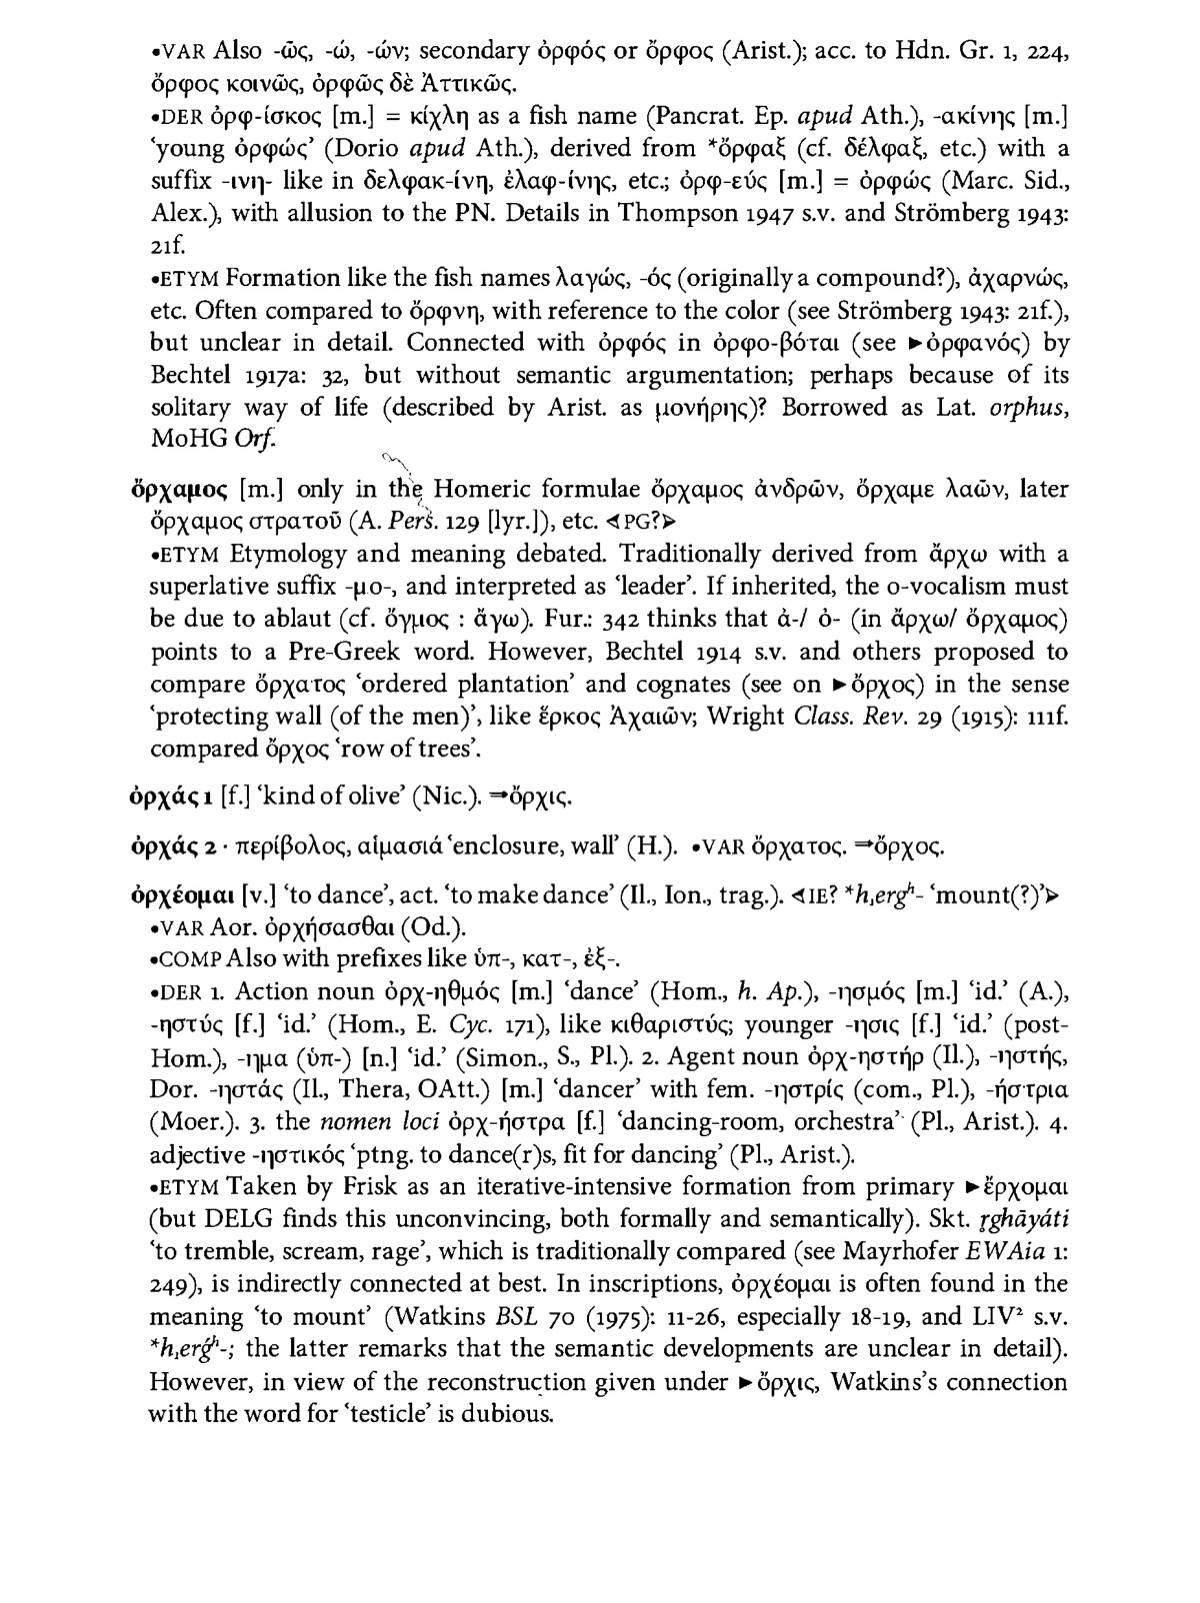 •VAR Also -ῶς, -ώ, -ών; secondary ὀρφός or ὄρφος (Arist.); acc. to Hdn. Gr. 1, 224,
ὄρφος κοινῶς, ὀρφῶς δὲ Ἀττικῶς.
•DER ὀρφ-ίσκος [m.] = κίχλη as a fish name (Pancrat. Ep. apud Ath.), -ακίνης [m.]
‘young ὀρφώς’ (Dorio apud Ath.), derived from *ὄρφαξ (cf. δέλφαξ, etc.) with a
suffix -ινη- like in δελφακ-ίνη, ἐλαφ-ίνης, etc.; ὀρφ-εύς [m.] = ὀρφώς (Marc. Sid.,
Alex.), with allusion to the PN. Details in Thompson 1947 s.v. and Strömberg 1943:
21f.
•ETYM Formation like the fish names λαγώς, -ός (originally a compound?), ἀχαρνώς,
etc. Often compared to ὄρφνη, with reference to the color (see Strömberg 1943: 21f.),
but unclear in detail. Connected with ὀρφός in ὀρφο-βόται (see ►ὀρφανός) by
Bechtel 1917a: 32, but without semantic argumentation; perhaps because of its
solitary way of life (described by Arist. as μονήρης)? Borrowed as Lat. orphus,
MoHG Orf.
ὄρχαμος [m.] only in the Homeric formulae ὄρχαμος ἀνδρῶν, ὄρχαμε λαῶν, later
ὄρχαμος στρατοῦ (A. Pers. 129 [lyr.]), etc. ⊰PG?⊱
•ETYM Etymology and meaning debated. Traditionally derived from ἄρχω with a
superlative suffix -μο-, and interpreted as ‘leader’. If inherited, the o-vocalism must
be due to ablaut (cf. ὄγμος : ἄγω). Fur.: 342 thinks that ἀ-/ ὀ- (in ἄρχω/ ὄρχαμος)
points to a Pre-Greek word. However, Bechtel 1914 s.v. and others proposed to
compare ὄρχατος ‘ordered plantation’ and cognates (see on ►ὄρχος) in the sense
‘protecting wall (of the men)’, like ἕρκος Ἀχαιῶν; Wright Class. Rev. 29 (1915): 111f.
compared ὄρχος ‘row of trees’.
ὀρχάς 1 [f.] ‘kind of olive’ (Nic.). ⇒ὄρχις.
ὀρχάς 2 · περίβολος, αἱμασιά ‘enclosure, wall’ (H.). •VAR ὄρχατος. ⇒ὄρχος.
ὀρχέομαι [v.] ‘to dance’, act. ‘to make dance’ (Il., Ion., trag.). ⊰IE? *h₁ergʰ- ‘mount(?)’⊱
•VAR Aor. ὀρχήσασθαι (Od.).
•COMP Also with prefixes like ὑπ-, κατ-, ἐξ-.
•DER 1. Action noun ὀρχ-ηθμός [m.] ‘dance’ (Hom., h. Ap.), -ησμός [m.] ‘id.’ (A.),
-ηστύς [f.] ‘id.’ (Hom., E. Cyc. 171), like κιθαριστύς; younger -ησις [f.] ‘id.’ (post-
Hom.), -ημα (ὑπ-) [n.] ‘id.’ (Simon., S., Pl.). 2. Agent noun ὀρχ-ηστήρ (Il.), -ηστής,
Dor. -ηστάς (Il., Thera, OAtt.) [m.] ‘dancer’ with fem. -ηστρίς (com., Pl.), -ήστρια
(Moer.). 3. the nomen loci ὀρχ-ήστρα [f.] ‘dancing-room, orchestra’ (Pl., Arist.). 4.
adjective -ηστικός ‘ptng. to dance(r)s, fit for dancing’ (Pl., Arist.).
•ETYM Taken by Frisk as an iterative-intensive formation from primary ►ἔρχομαι
(but DELG finds this unconvincing, both formally and semantically). Skt. r̥ghāyáti
‘to tremble, scream, rage’, which is traditionally compared (see Mayrhofer EWAia 1:
249), is indirectly connected at best. In inscriptions, ὀρχέομαι is often found in the
meaning ‘to mount’ (Watkins BSL 70 (1975): 11-26, especially 18-19, and LIV² s.v.
*h₁erǵʰ-; the latter remarks that the semantic developments are unclear in detail).
However, in view of the reconstruction given under ►ὄρχις, Watkins’s connection
with the word for ‘testicle’ is dubious.